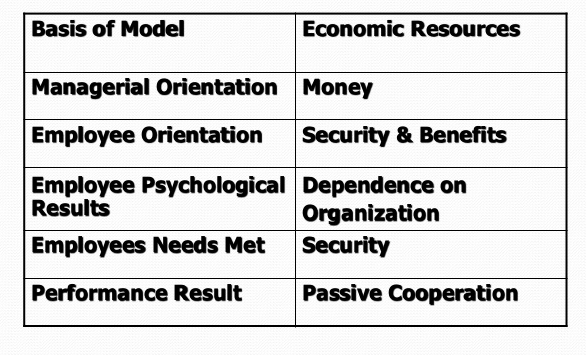 Basis of Model
Economic Resources
Managerial Orientation
Money
Employee Orientation
Security & Benefits
Employee Psychological
Results
Dependence on
Organization
Employees Needs Met
Security
Performance Result
Passive Cooperation